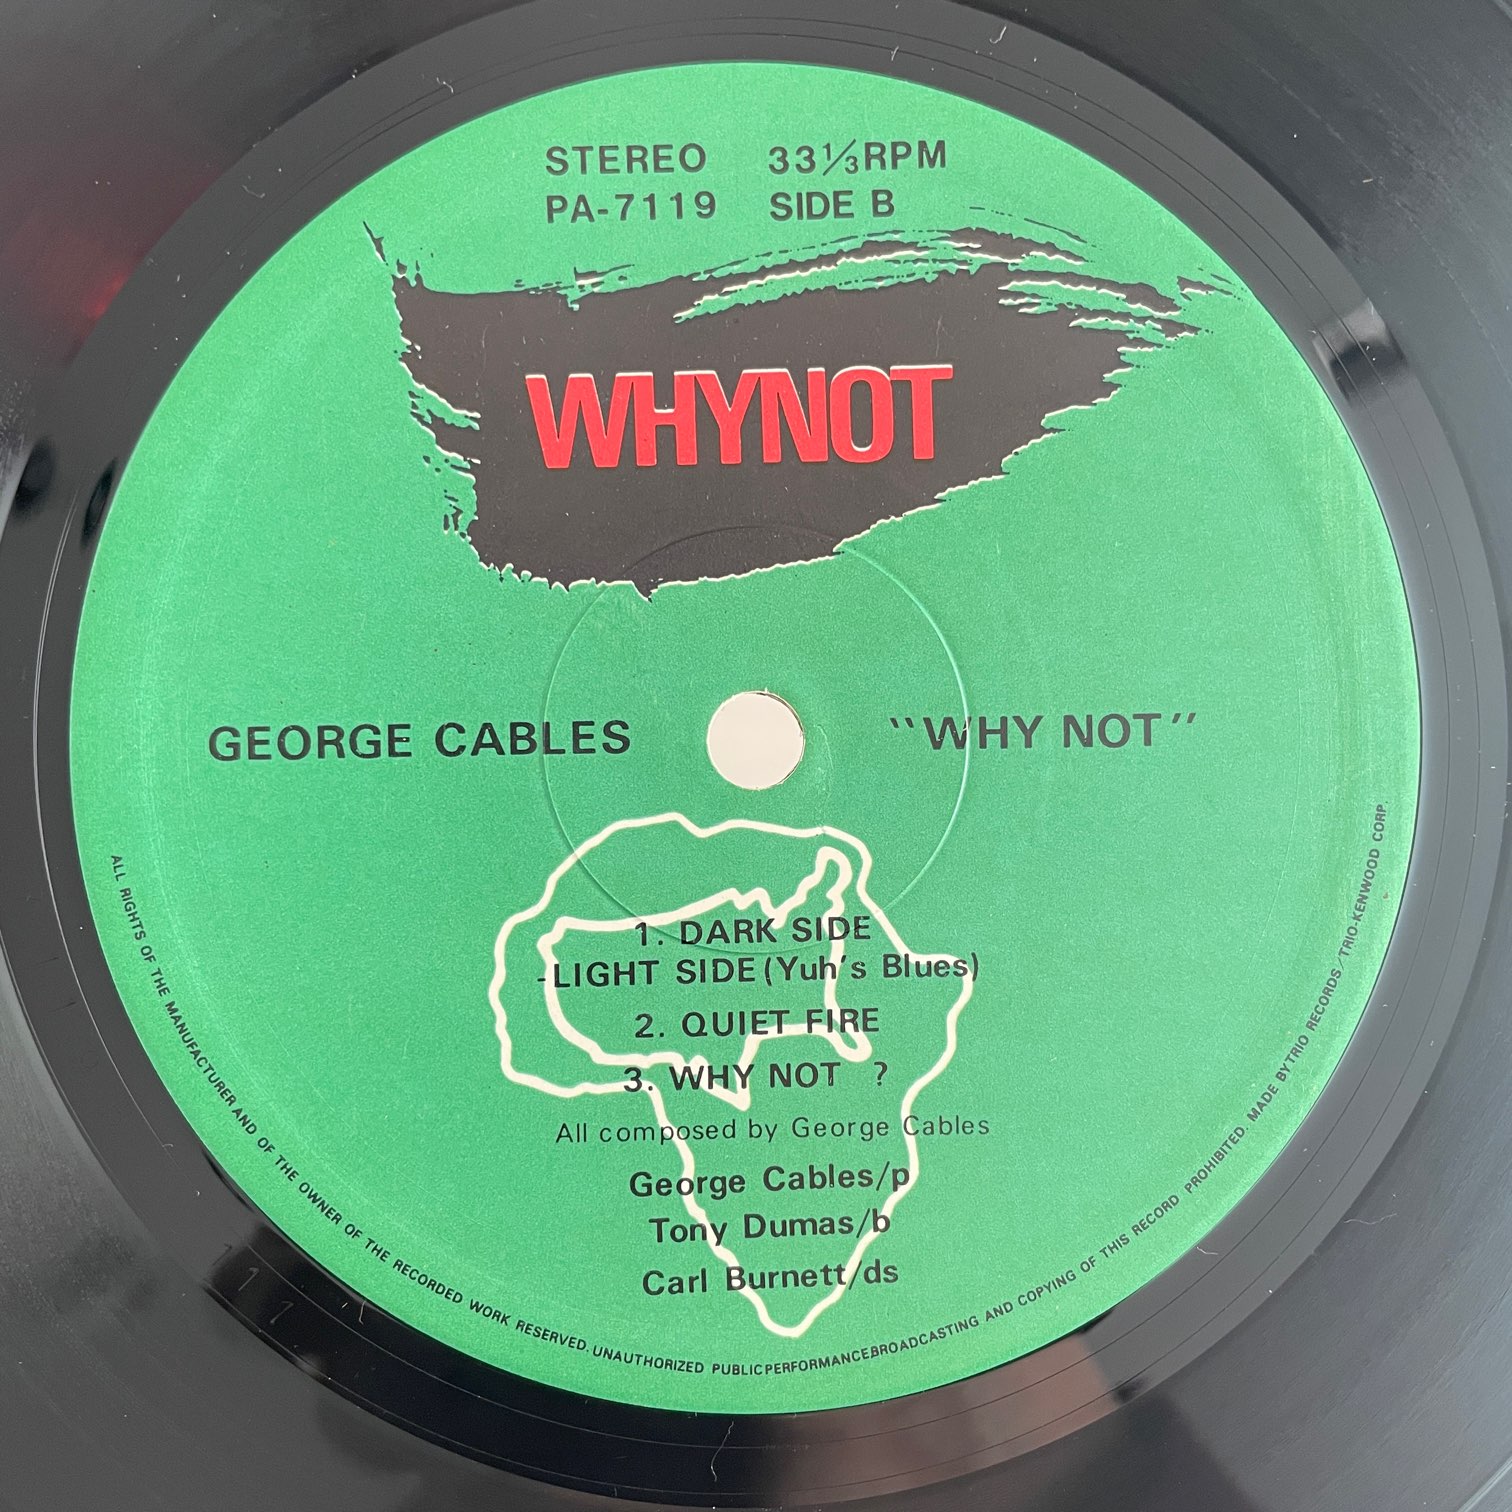 STEREO 33⅓RPM
PA-7119 SIDE B
WHYNOT
GEORGE CABLES "WHY NOT"
1. DARK SIDE
-LIGHT SIDE (Yuh's Blues)
2. QUIET FIRE
3. WHY NOT ?
All composed by George Cables
George Cables/p
Tony Dumas/b
Carl Burnett/ds
ALL RIGHTS OF THE MANUFACTURER AND OF THE OWNER OF THE RECORDED WORK RESERVED. UNAUTHORIZED PUBLIC PERFORMANCE BROADCASTING AND COPYING OF THIS RECORD PROHIBITED. MADE BY TRIO RECORDS/TRIO-KENWOOD CORP.